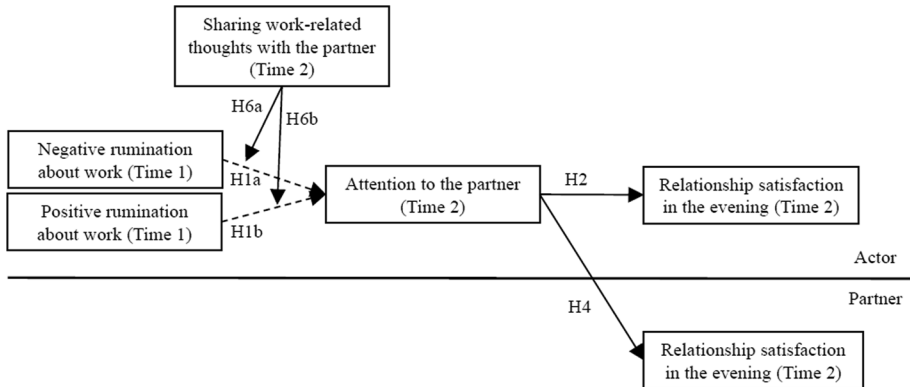 Sharing work-related
thoughts with the partner
(Time 2)
H6a
H6b
Negative rumination
about work (Time 1)
H1a
Positive rumination
about work (Time 1)
H1b
Attention to the partner
(Time 2)
H2
Relationship satisfaction
in the evening (Time 2)
Actor
Partner
H4
Relationship satisfaction
in the evening (Time 2)